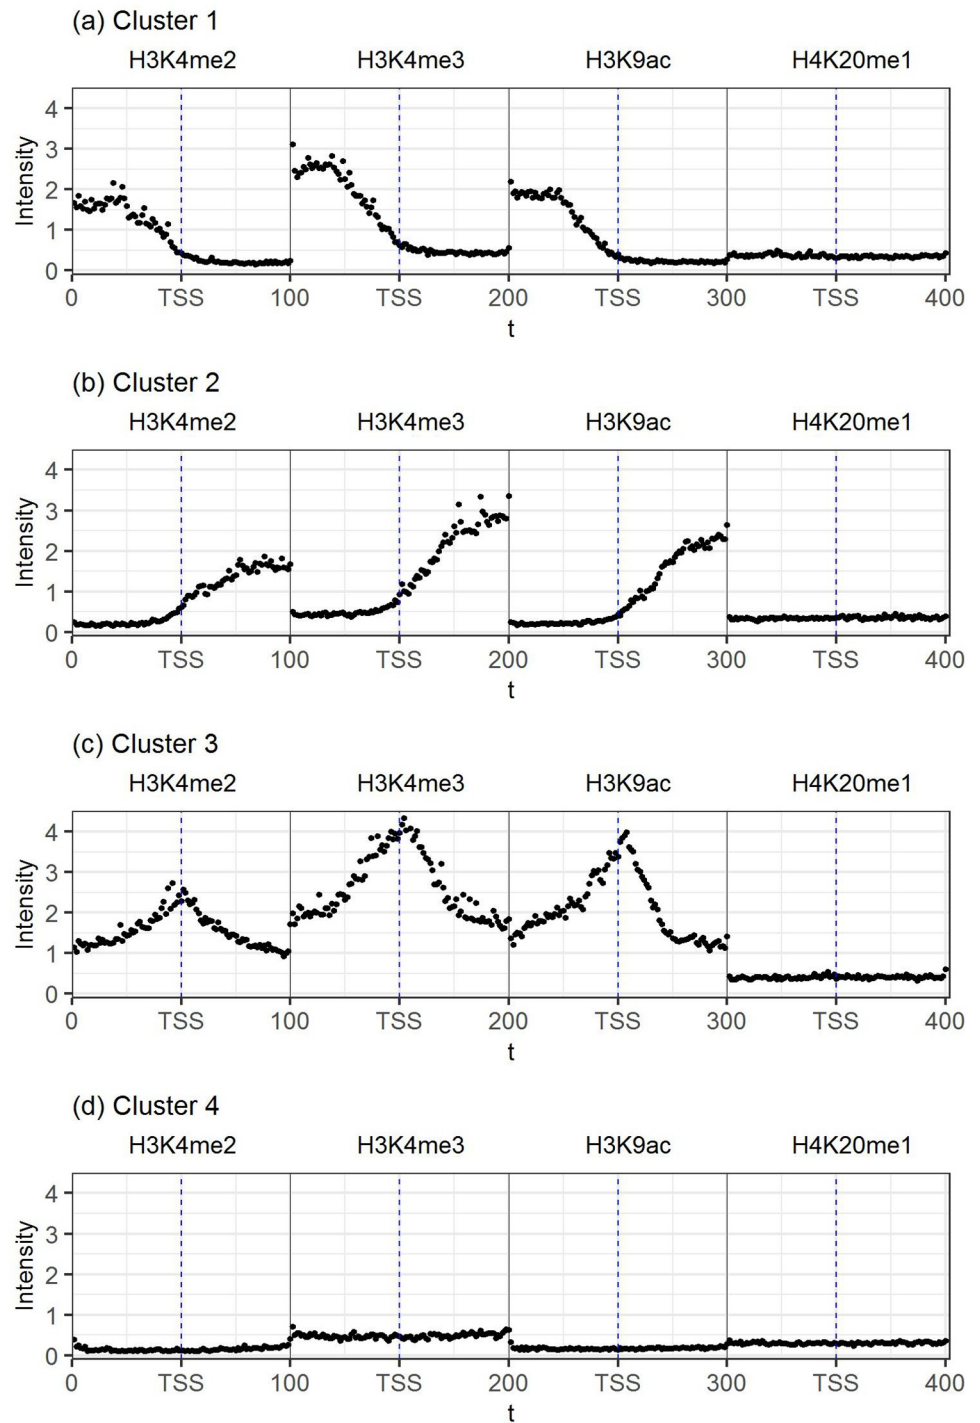 (a) Cluster 1
H3K4me2 H3K4me3 H3K9ac H4K20me1
4
3
2
1
0
Intensity
0 TSS 100 TSS 200 TSS 300 TSS 400
t
(b) Cluster 2
H3K4me2 H3K4me3 H3K9ac H4K20me1
4
3
2
1
0
Intensity
0 TSS 100 TSS 200 TSS 300 TSS 400
t
(c) Cluster 3
H3K4me2 H3K4me3 H3K9ac H4K20me1
4
3
2
1
0
Intensity
0 TSS 100 TSS 200 TSS 300 TSS 400
t
(d) Cluster 4
H3K4me2 H3K4me3 H3K9ac H4K20me1
4
3
2
1
0
Intensity
0 TSS 100 TSS 200 TSS 300 TSS 400
t